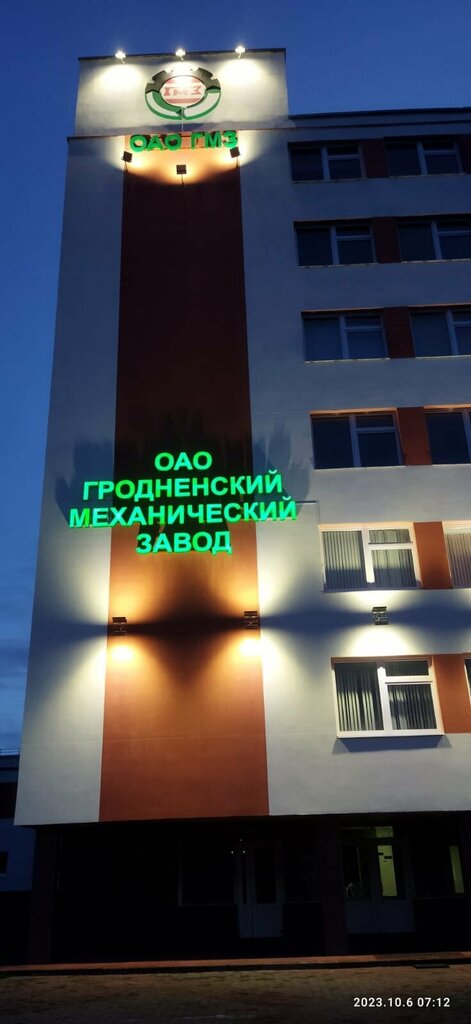 ГМЗ
ОАО ГМЗ
ОАО
ГРОДНЕНСКИЙ
МЕХАНИЧЕСКИЙ
ЗАВОД
2023.10.6 07:12